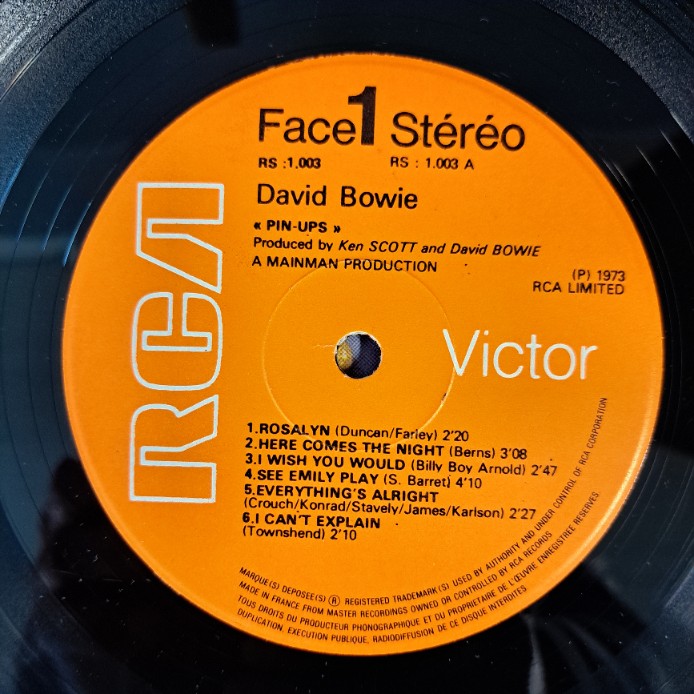 Face 1 Stéréo
RS :1.003 RS : 1.003 A
David Bowie
« PIN-UPS »
Produced by Ken SCOTT and David BOWIE
A MAINMAN PRODUCTION
(P) 1973
RCA LIMITED
RCA
Victor
1.ROSALYN (Duncan/Farley) 2'20
2.HERE COMES THE NIGHT (Berns) 3'08
3.I WISH YOU WOULD (Billy Boy Arnold) 2'47
4.SEE EMILY PLAY (S. Barret) 4'10
5.EVERYTHING'S ALRIGHT
(Crouch/Konrad/Stavely/James/Karlson) 2'27
6.I CAN'T EXPLAIN
(Townshend) 2'10
MARQUE(S) DEPOSEE(S) ® REGISTERED TRADEMARK(S) USED BY AUTHORITY AND UNDER CONTROL OF RCA CORPORATION
MADE IN FRANCE FROM MASTER RECORDINGS OWNED OR CONTROLLED BY RCA RECORDS
TOUS DROITS DU PRODUCTEUR PHONOGRAPHIQUE ET DU PROPRIETAIRE DE L'ŒUVRE ENREGISTREE RESERVES
DUPLICATION, EXECUTION PUBLIQUE, RADIODIFFUSION DE CE DISQUE INTERDITES